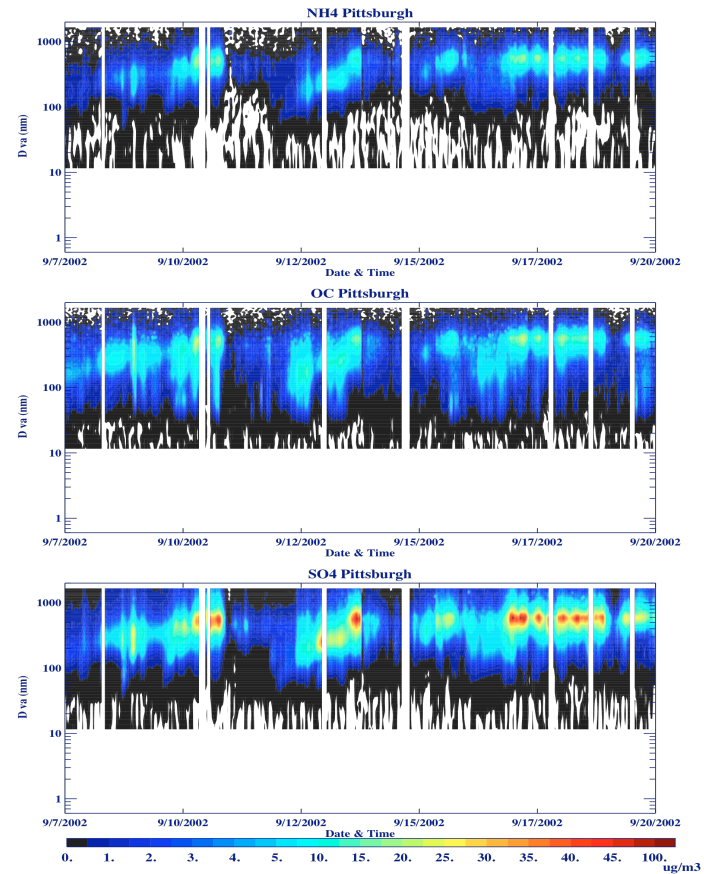 NH4 Pittsburgh
1000
100
10
1
D va (nm)
9/7/2002 9/10/2002 9/12/2002 9/15/2002 9/17/2002 9/20/2002
Date & Time
OC Pittsburgh
1000
100
10
1
D va (nm)
9/7/2002 9/10/2002 9/12/2002 9/15/2002 9/17/2002 9/20/2002
Date & Time
SO4 Pittsburgh
1000
100
10
1
D va (nm)
9/7/2002 9/10/2002 9/12/2002 9/15/2002 9/17/2002 9/20/2002
Date & Time
0. 1. 2. 3. 4. 5. 10. 15. 20. 25. 30. 35. 40. 45. 100.
ug/m3